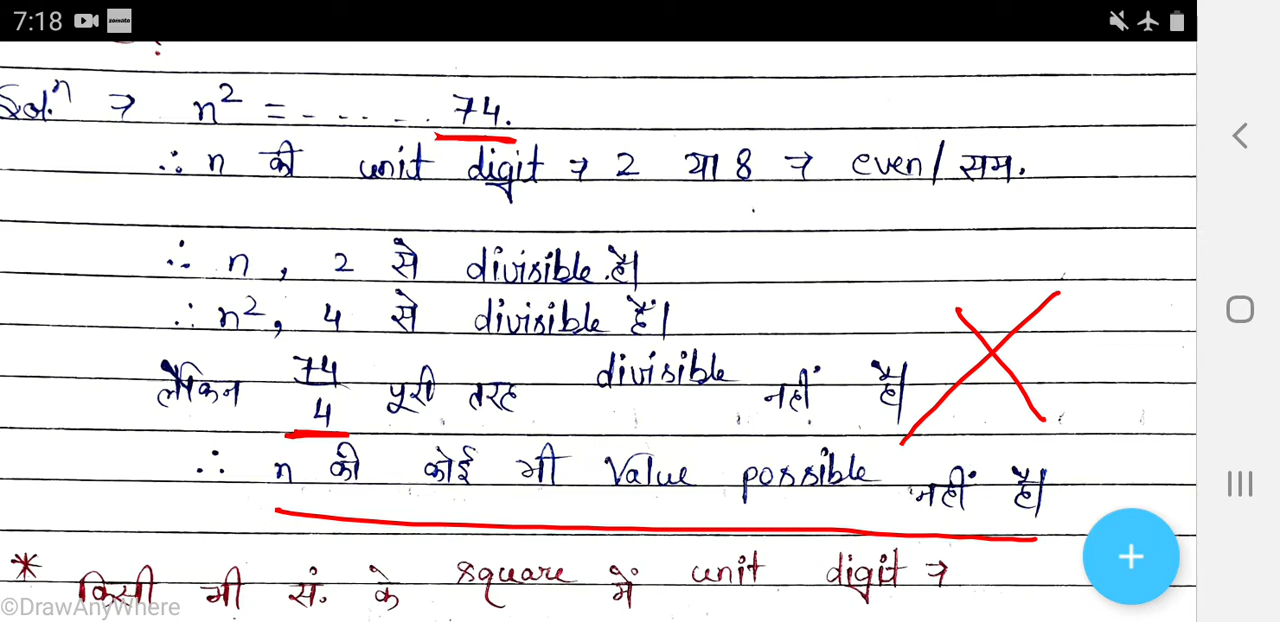 7:18 zomato
Solⁿ → n² = - - - - - 74.
∴ n की unit digit → 2 या 8 → even / सम.
∴ n , 2 से divisible है।
∴ n², 4 से divisible हैं।
लेकिन 74/4 पूरी तरह divisible नहीं है।
∴ n की कोई भी Value possible नहीं है।
* किसी भी सं. के square में unit digit →
©DrawAnyWhere